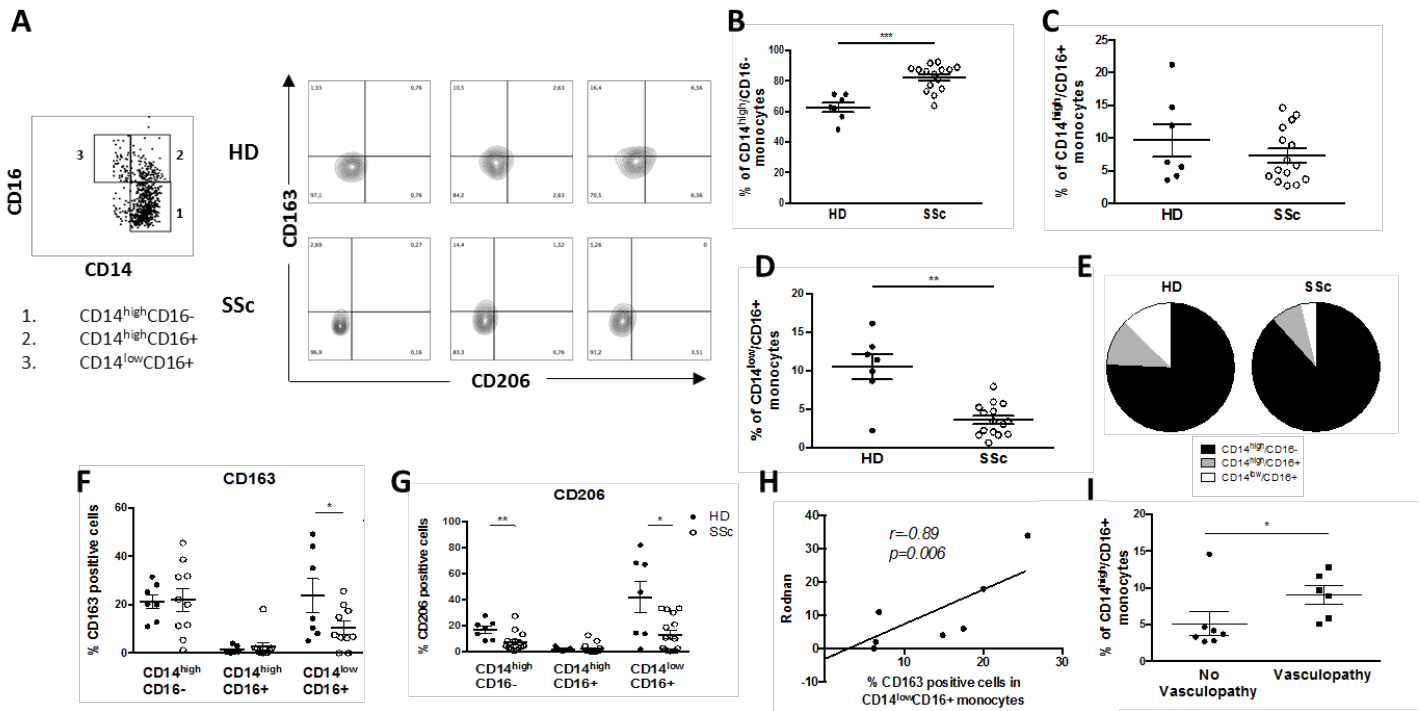 A
HD
SSc
CD163
CD206
1,33
0,76
97,1
0,76
10,5
2,63
84,2
2,63
16,4
6,56
70,5
6,56
2,69
0,27
96,9
0,16
14,4
1,52
83,3
0,76
5,26
0
91,2
3,51
CD16
3
2
1
CD14
1. CD14highCD16-
2. CD14highCD16+
3. CD14lowCD16+
B
% of CD14high/CD16-
monocytes
100
80
60
40
20
0
***
HD
SSc
C
% of CD14high/CD16+
monocytes
25
20
15
10
5
0
HD
SSc
D
% of CD14low/CD16+
monocytes
20
15
10
5
0
**
HD
SSc
E
HD
SSc
CD14high/CD16-
CD14high/CD16+
CD14low/CD16+
F
CD163
% CD163 positive cells
60
40
20
0
*
CD14high
CD16-
CD14high
CD16+
CD14low
CD16+
G
CD206
% CD206 positive cells
100
80
60
40
20
0
**
*
HD
SSc
CD14high
CD16-
CD14high
CD16+
CD14low
CD16+
H
Rodnan
40
30
20
10
0
-10
r=-0.89
p=0.006
10
20
30
% CD163 positive cells in
CD14lowCD16+ monocytes
I
% of CD14high/CD16+
monocytes
20
15
10
5
0
*
No
Vasculopathy
Vasculopathy